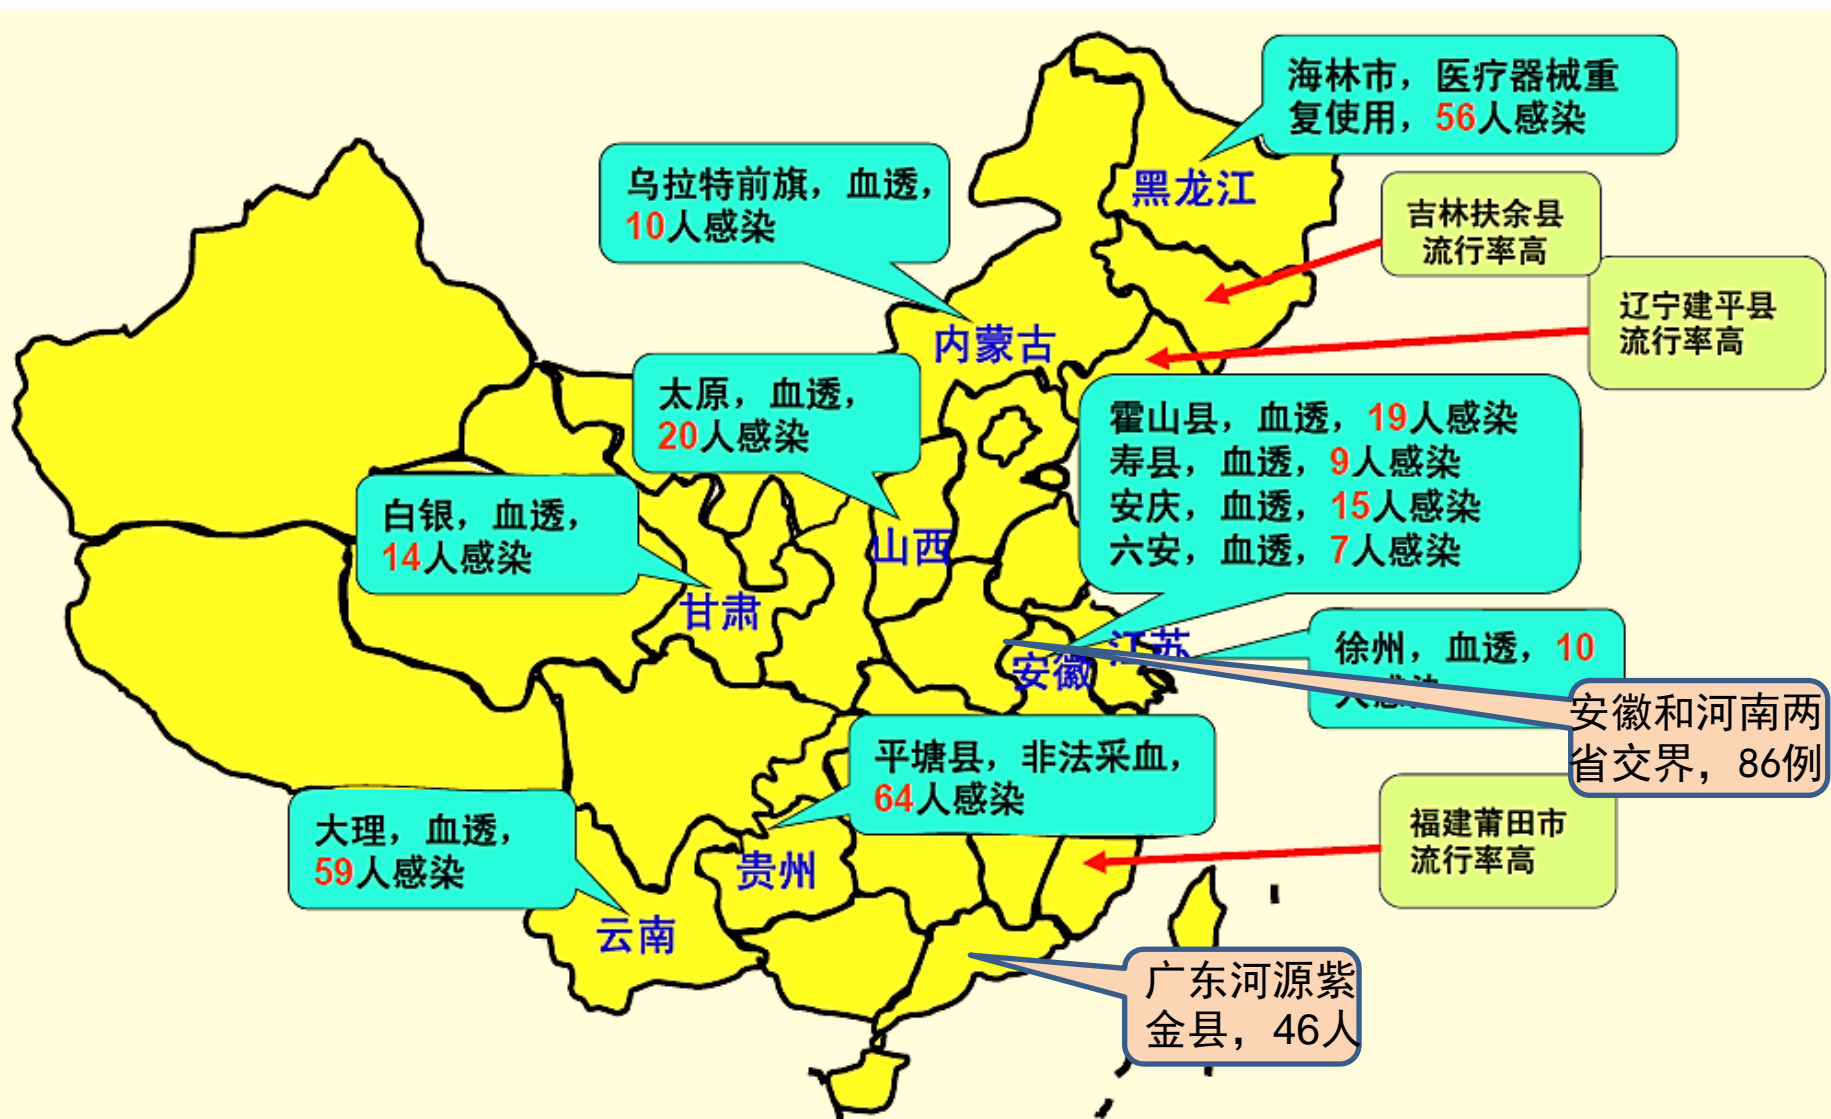 海林市，医疗器械重
复使用，56人感染
黑龙江
乌拉特前旗，血透，
10人感染
吉林扶余县
流行率高
辽宁建平县
流行率高
内蒙古
太原，血透，
20人感染
霍山县，血透，19人感染
寿县，血透，9人感染
安庆，血透，15人感染
六安，血透，7人感染
白银，血透，
14人感染
山西
甘肃
江苏
徐州，血透，10
人感染
安徽
安徽和河南两
省交界，86例
平塘县，非法采血，
64人感染
大理，血透，
59人感染
福建莆田市
流行率高
贵州
云南
广东河源紫
金县，46人